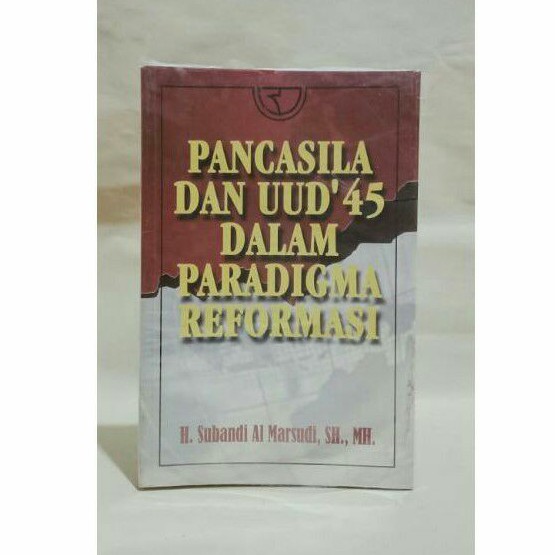 PANCASILA
DAN UUD'45
DALAM
PARADIGMA
REFORMASI
H. Subandi Al Marsudi, SH., MH.